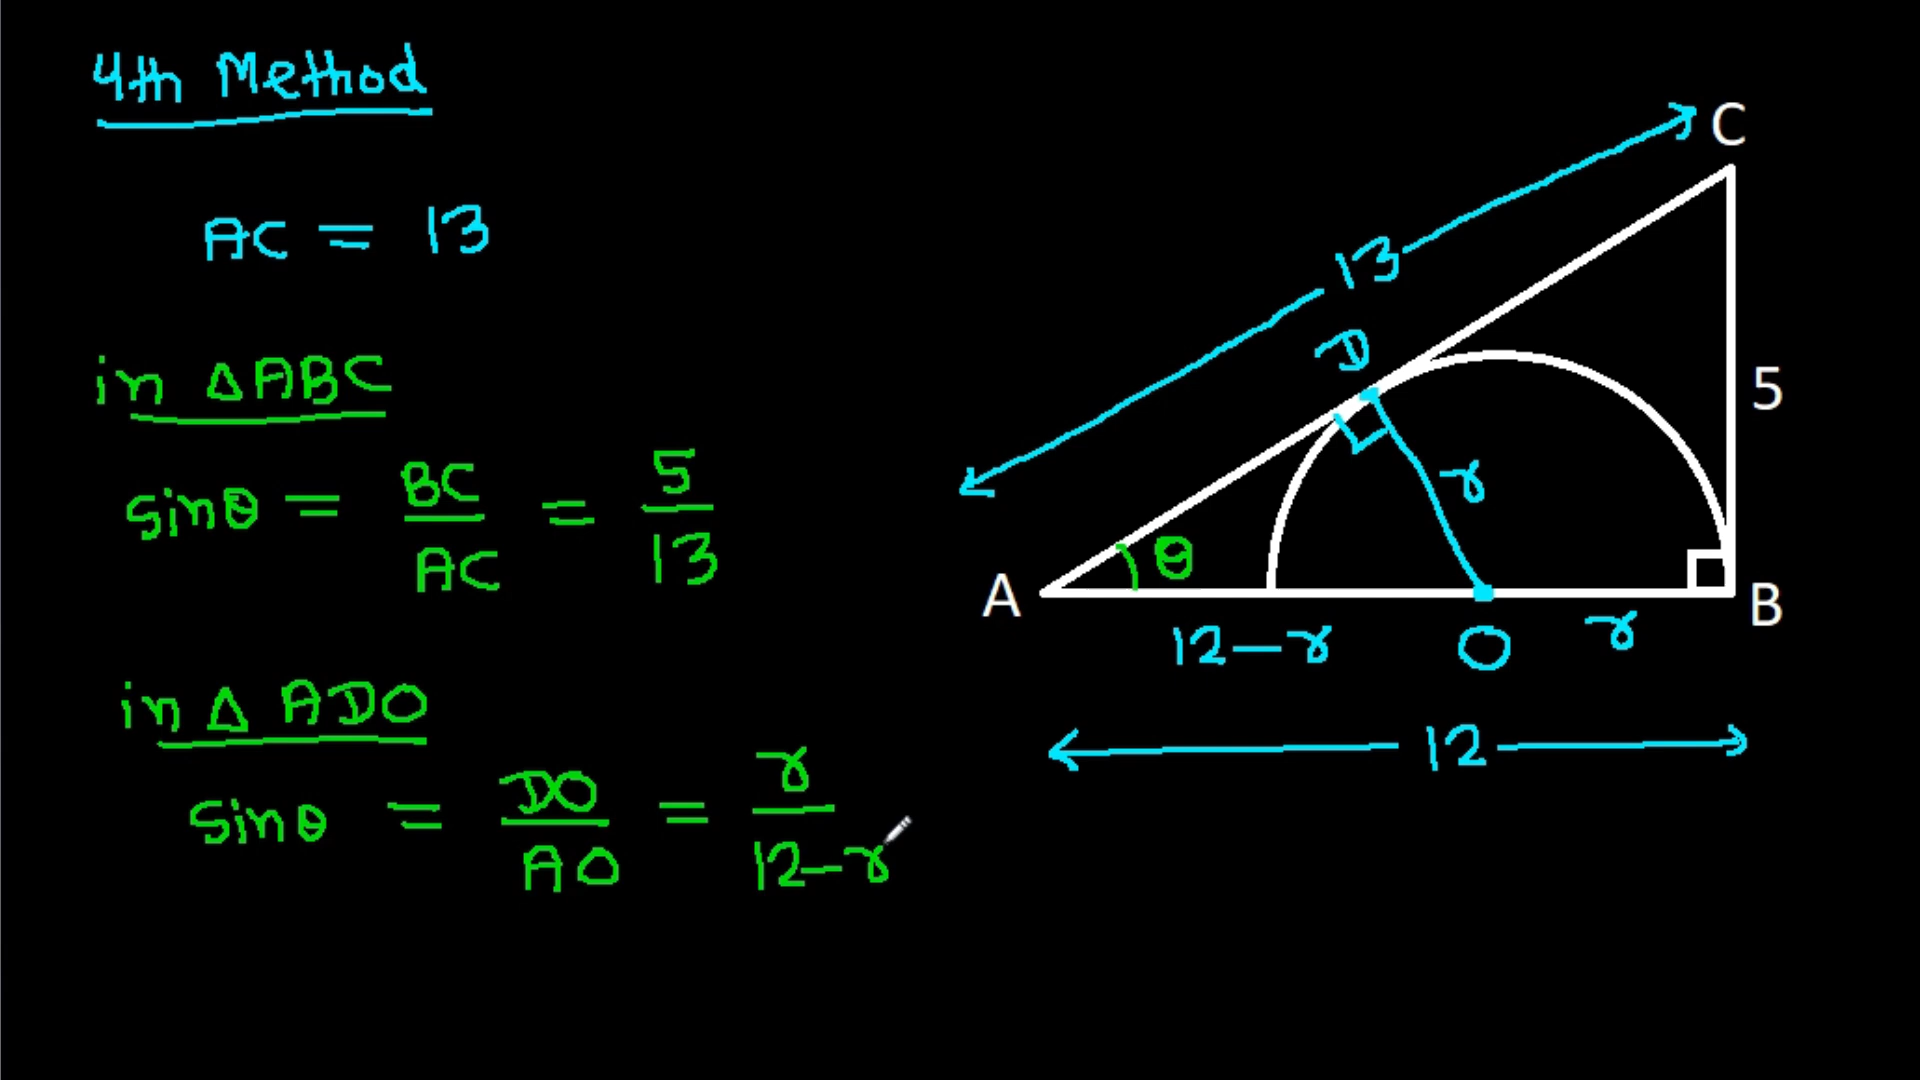 4th Method
AC = 13
in ΔABC
sinθ = BC/AC = 5/13
in Δ ADO
sinθ = DO/AO = r/12-r
C
13
D
5
r
θ
A
B
12-r
O
r
12